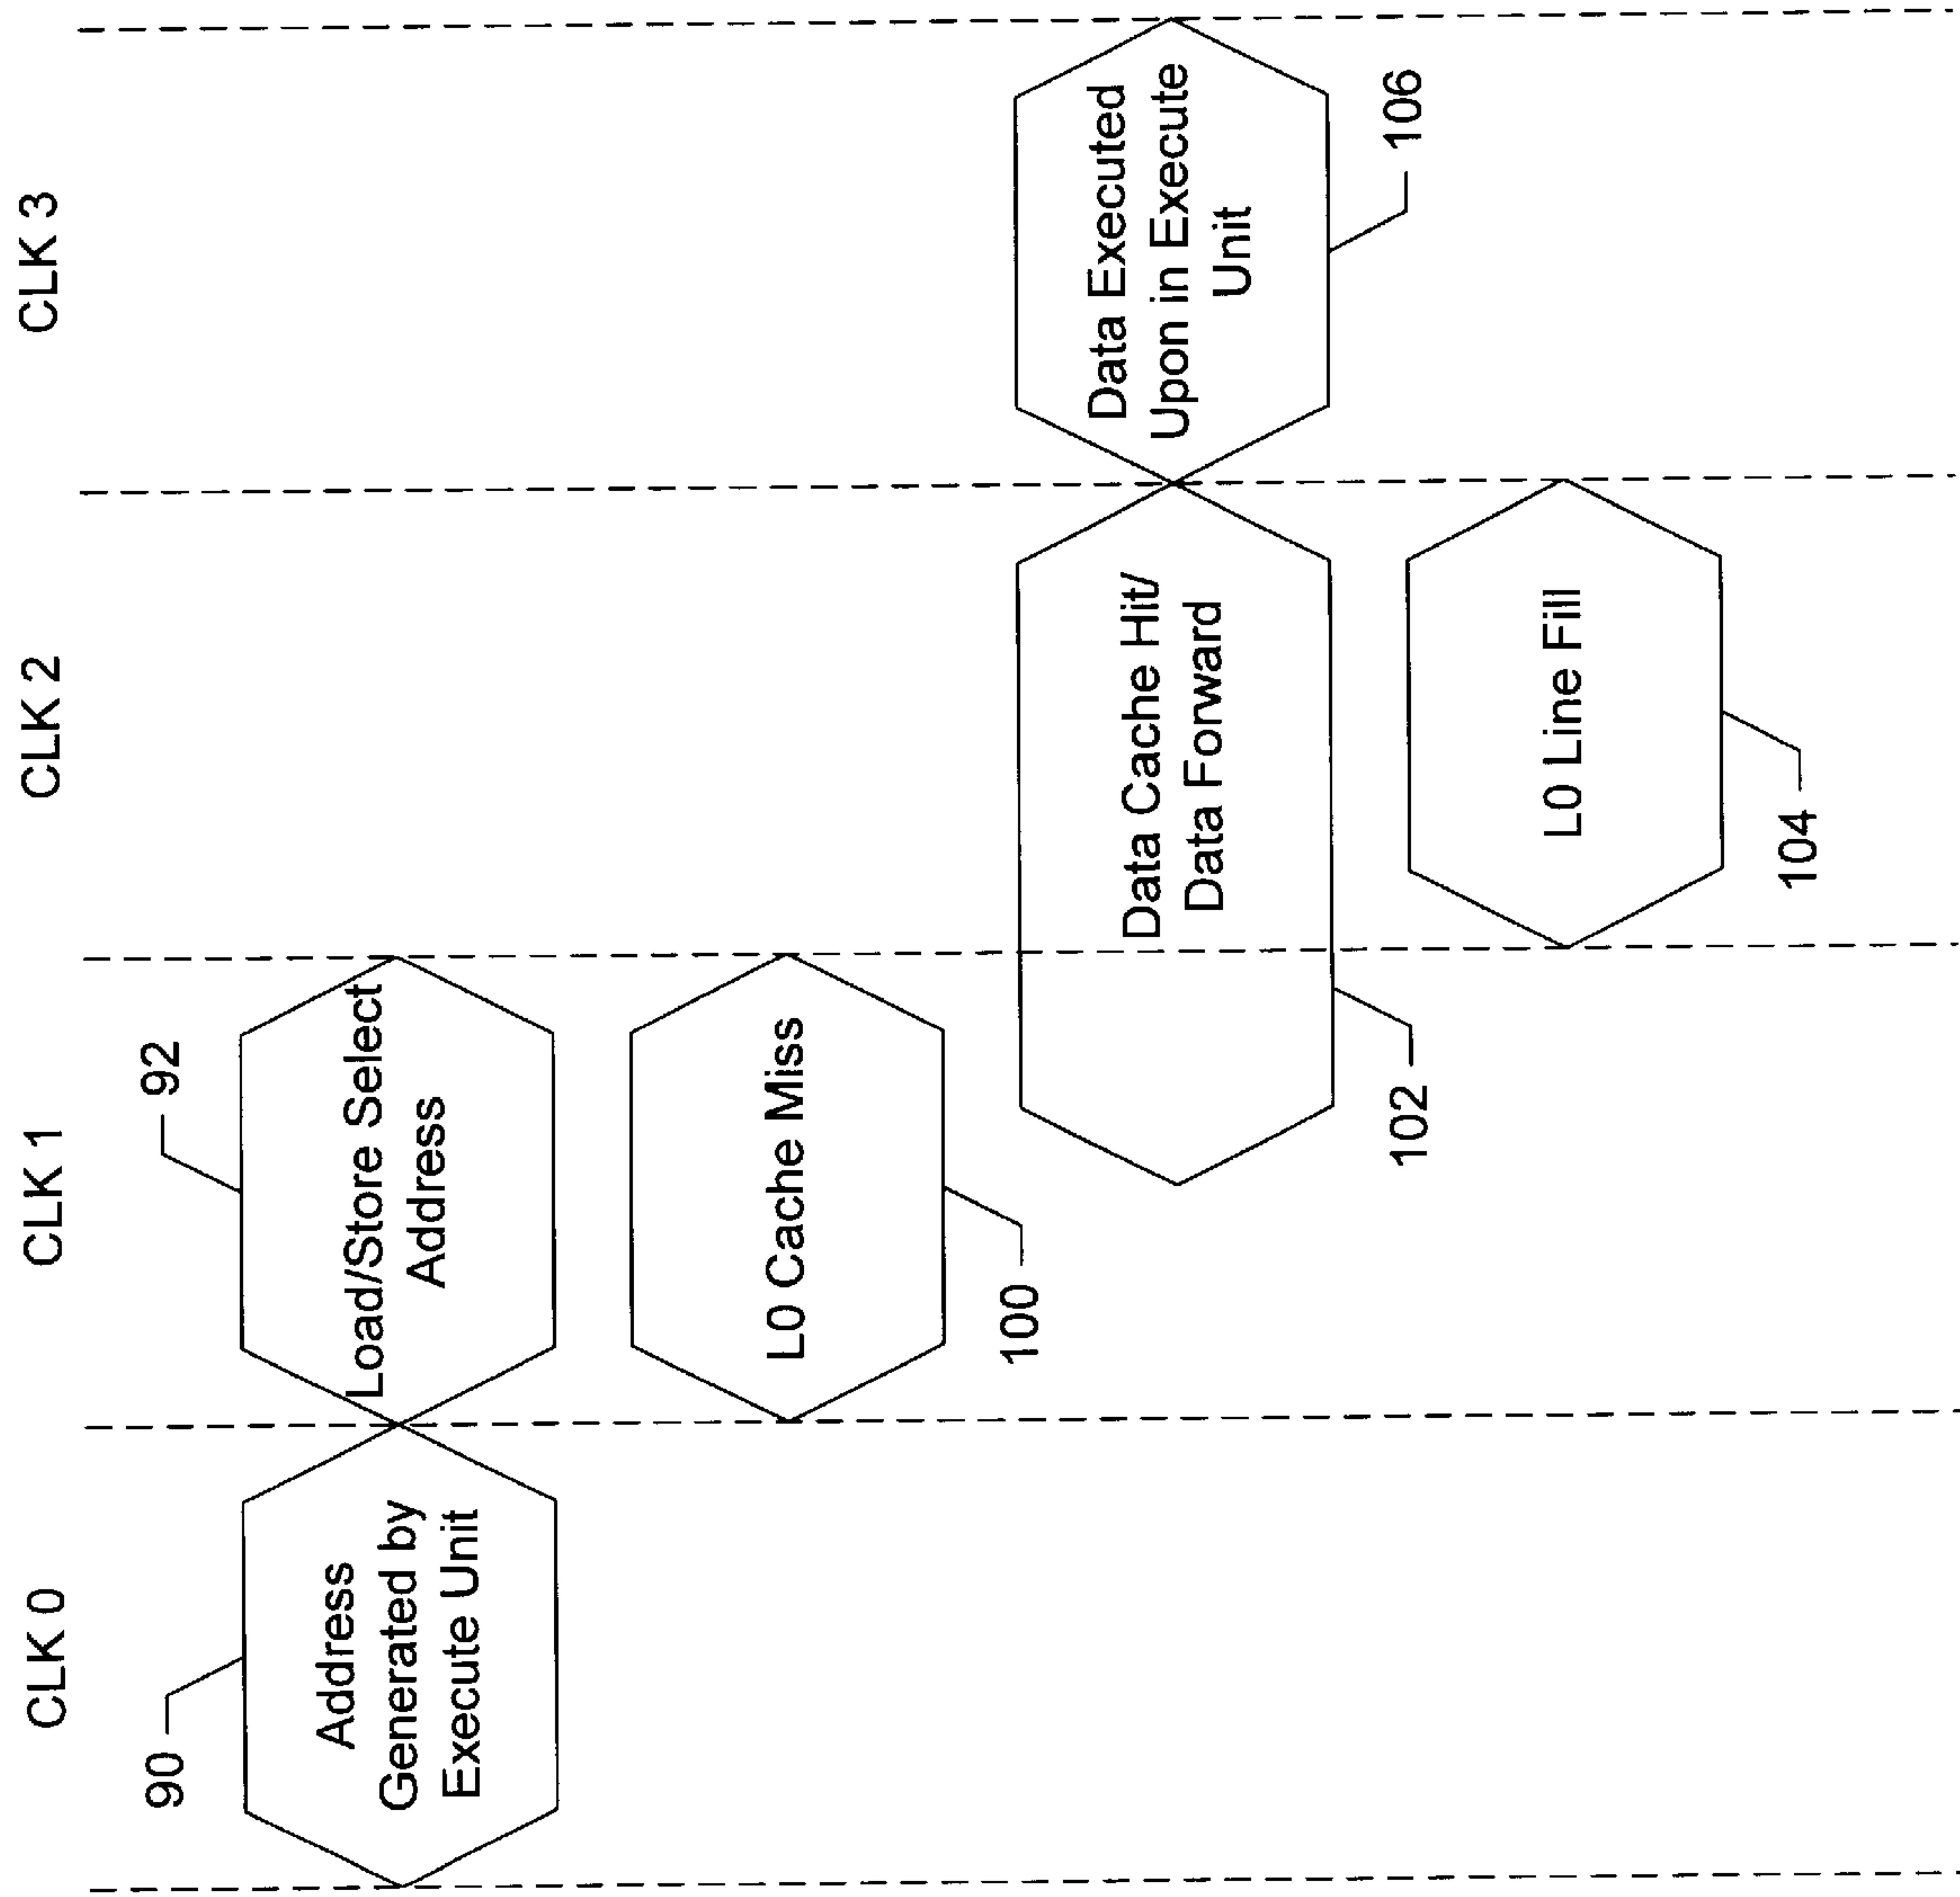 CLK 0
CLK 1
CLK 2
CLK 3
90
Address
Generated by
Execute Unit
92
Load/Store Select
Address
L0 Cache Miss
100
Data Cache Hit/
Data Forward
102
Data Executed
Upon in Execute
Unit
106
L0 Line Fill
104